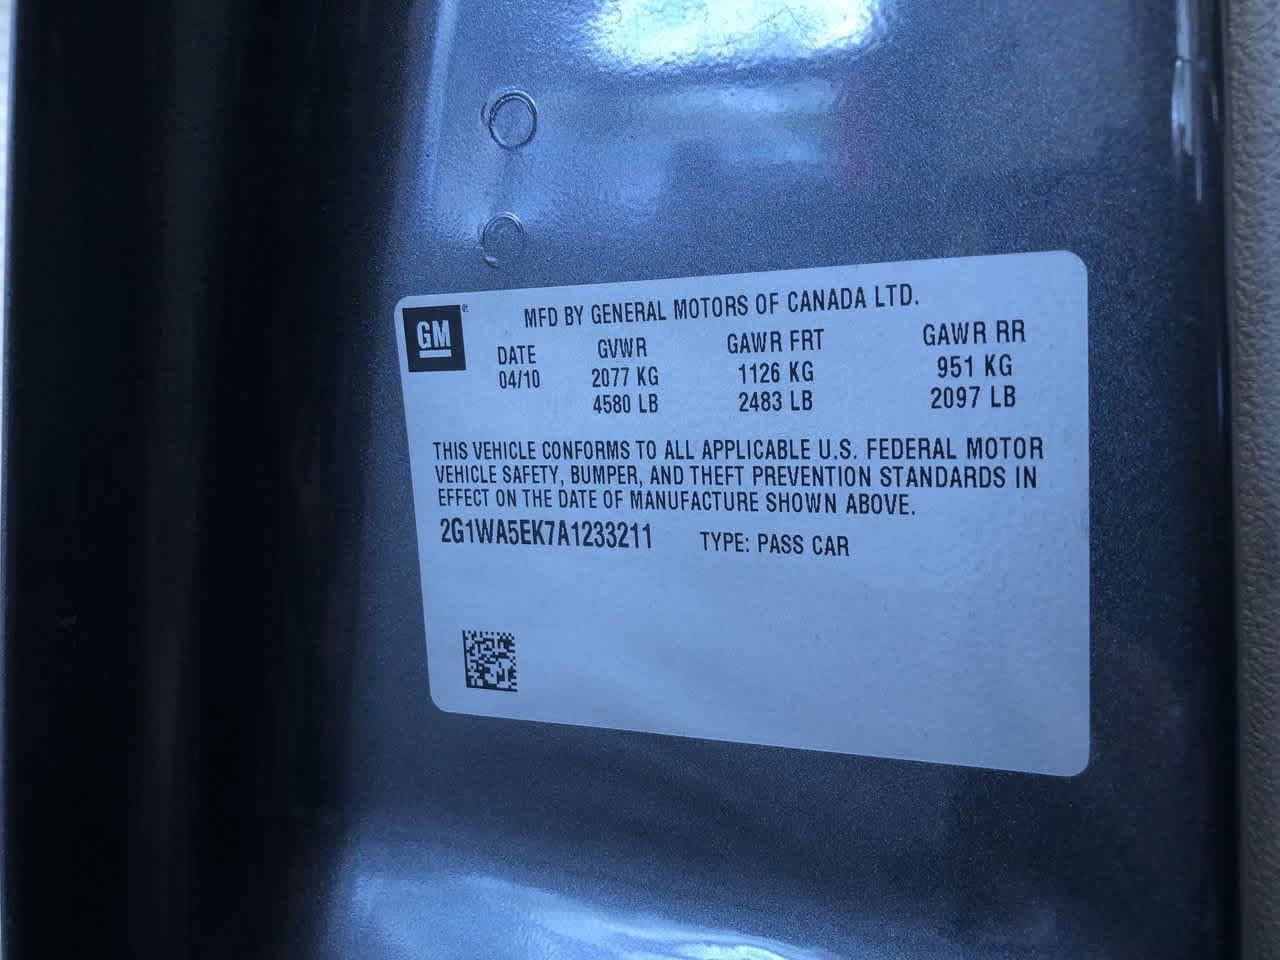 GM
MFD BY GENERAL MOTORS OF CANADA LTD.
DATE GVWR GAWR FRT GAWR RR
04/10 2077 KG 1126 KG 951 KG
4580 LB 2483 LB 2097 LB
THIS VEHICLE CONFORMS TO ALL APPLICABLE U.S. FEDERAL MOTOR
VEHICLE SAFETY, BUMPER, AND THEFT PREVENTION STANDARDS IN
EFFECT ON THE DATE OF MANUFACTURE SHOWN ABOVE.
2G1WA5EK7A1233211 TYPE: PASS CAR